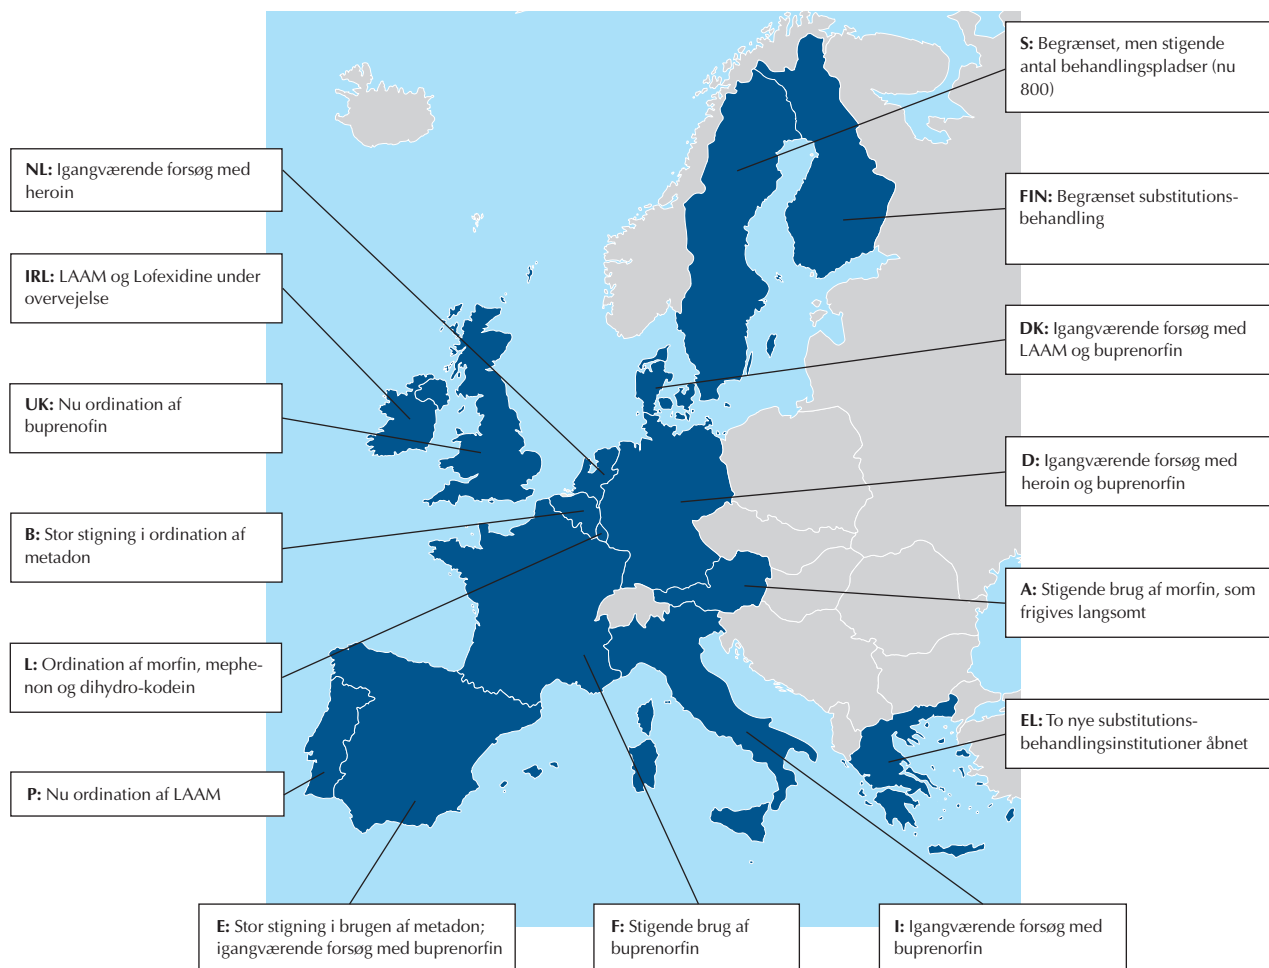 S: Begrænset, men stigende
antal behandlingspladser (nu
800)
NL: Igangværende forsøg med
heroin
FIN: Begrænset substitutions-
behandling
IRL: LAAM og Lofexidine under
overvejelse
DK: Igangværende forsøg med
LAAM og buprenorfin
UK: Nu ordination af
buprenofin
D: Igangværende forsøg med
heroin og buprenorfin
B: Stor stigning i ordination af
metadon
A: Stigende brug af morfin, som
frigives langsomt
L: Ordination af morfin, mephe-
non og dihydro-kodein
EL: To nye substitutions-
behandlingsinstitutioner åbnet
P: Nu ordination af LAAM
E: Stor stigning i brugen af metadon;
igangværende forsøg med buprenorfin
F: Stigende brug af
buprenorfin
I: Igangværende forsøg med
buprenorfin